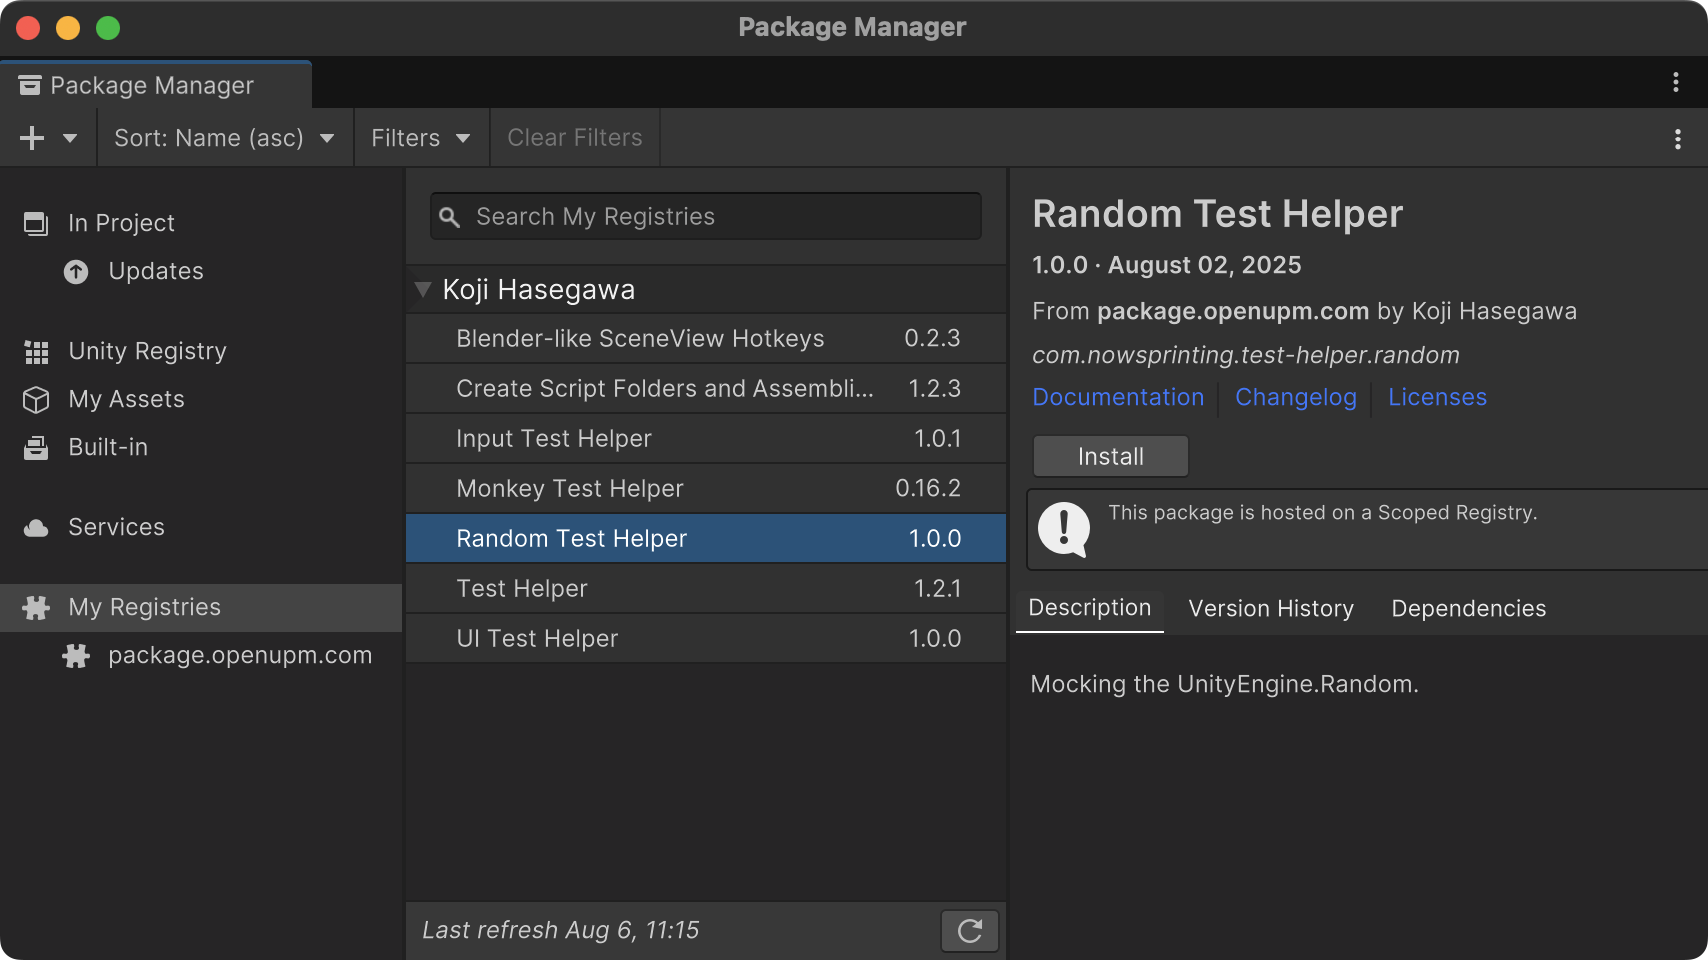 Package Manager
Package Manager
Sort: Name (asc)
Filters
Clear Filters
In Project
Updates
Unity Registry
My Assets
Built-in
Services
My Registries
package.openupm.com
Search My Registries
Koji Hasegawa
Blender-like SceneView Hotkeys 0.2.3
Create Script Folders and Assembli... 1.2.3
Input Test Helper 1.0.1
Monkey Test Helper 0.16.2
Random Test Helper 1.0.0
Test Helper 1.2.1
UI Test Helper 1.0.0
Last refresh Aug 6, 11:15
Random Test Helper
1.0.0 · August 02, 2025
From package.openupm.com by Koji Hasegawa
com.nowsprinting.test-helper.random
Documentation Changelog Licenses
Install
This package is hosted on a Scoped Registry.
Description Version History Dependencies
Mocking the UnityEngine.Random.